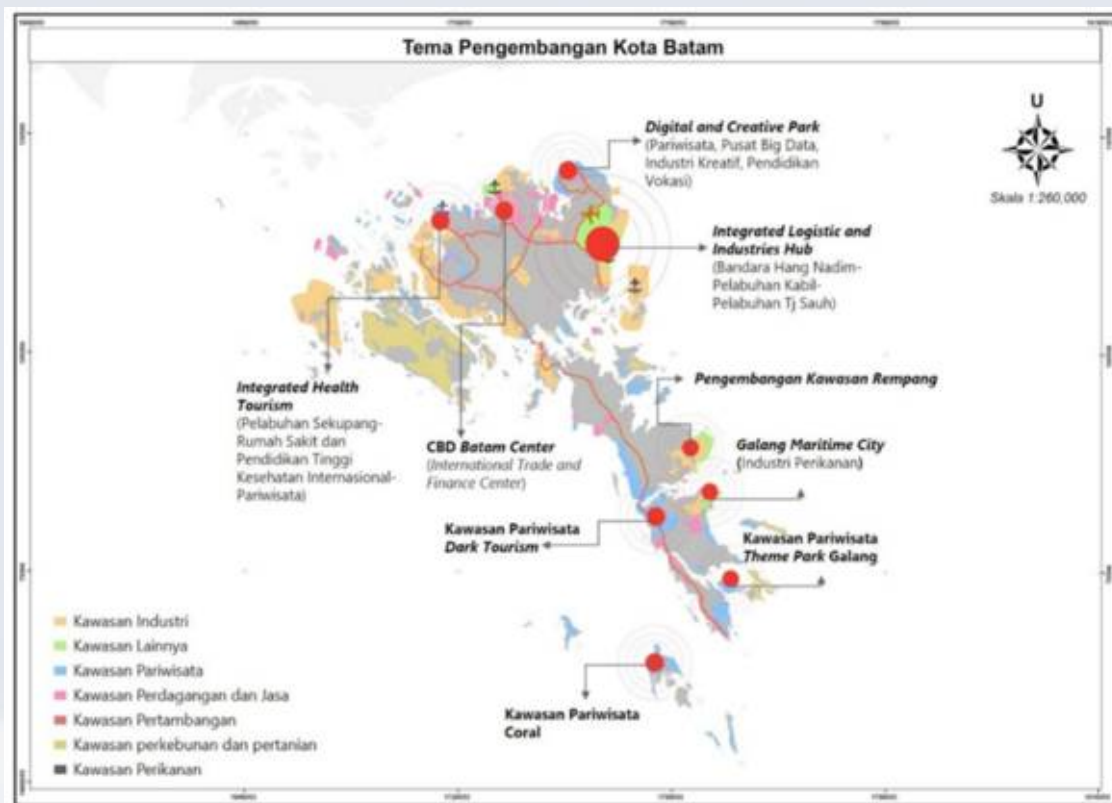 Tema Pengembangan Kota Batam
U
Skala 1:260,000
Digital and Creative Park
(Pariwisata, Pusat Big Data,
Industri Kreatif, Pendidikan
Vokasi)
Integrated Logistic and
Industries Hub
(Bandara Hang Nadim-
Pelabuhan Kabil-
Pelabuhan Tj Sauh)
Integrated Health
Tourism
(Pelabuhan Sekupang-
Rumah Sakit dan
Pendidikan Tinggi
Kesehatan Internasional-
Pariwisata)
CBD Batam Center
(International Trade and
Finance Center)
Pengembangan Kawasan Rempang
Galang Maritime City
(Industri Perikanan)
Kawasan Pariwisata
Dark Tourism
Kawasan Pariwisata
Theme Park Galang
Kawasan Pariwisata
Coral
Kawasan Industri
Kawasan Lainnya
Kawasan Pariwisata
Kawasan Perdagangan dan Jasa
Kawasan Pertambangan
Kawasan perkebunan dan pertanian
Kawasan Perikanan